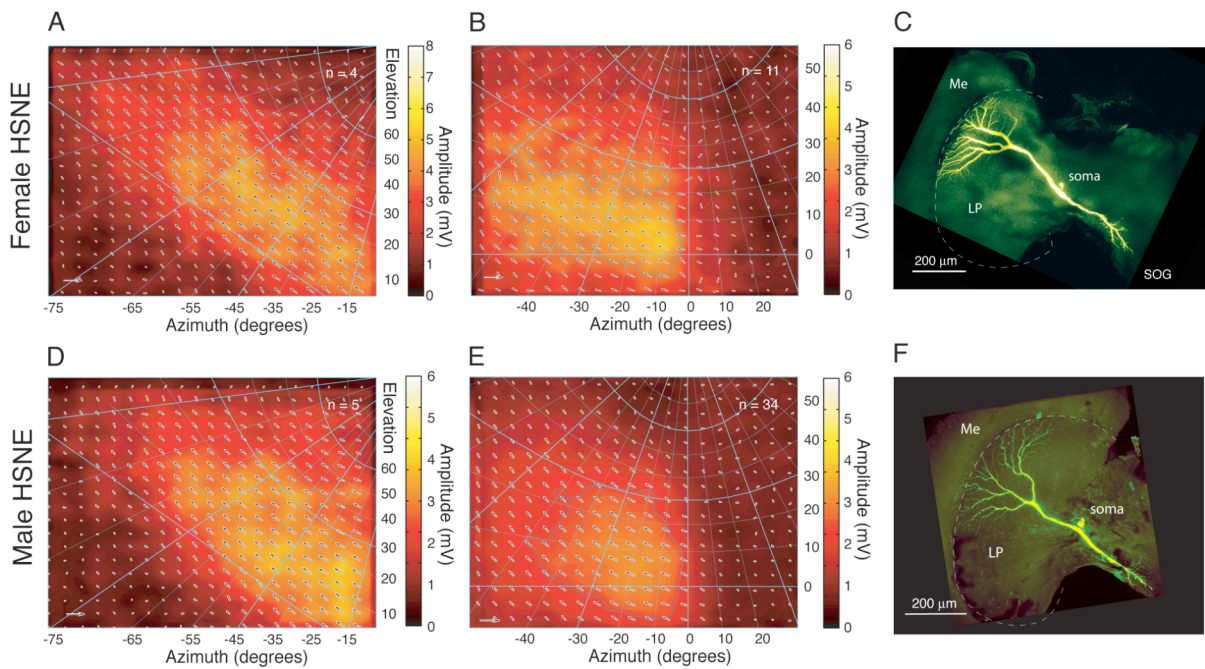 A
B
C
Female HSNE
n = 4
Elevation
60
50
40
30
20
10
8
7
6
5
4
3
2
1
0
Amplitude (mV)
-75
-65
-55
-45
-35
-25
-15
Azimuth (degrees)
n = 11
50
40
30
20
10
0
6
5
4
3
2
1
0
Amplitude (mV)
-40
-30
-20
-10
0
10
20
Azimuth (degrees)
Me
soma
LP
200 μm
SOG
D
E
F
Male HSNE
n = 5
Elevation
60
50
40
30
20
10
6
5
4
3
2
1
0
Amplitude (mV)
-75
-65
-55
-45
-35
-25
-15
Azimuth (degrees)
n = 34
50
40
30
20
10
0
6
5
4
3
2
1
0
Amplitude (mV)
-40
-30
-20
-10
0
10
20
Azimuth (degrees)
Me
soma
LP
200 μm